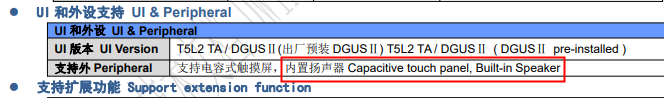 ● UI 和外设支持 UI & Peripheral
UI 和外设 UI & Peripheral
UI 版本 UI Version T5L2 TA / DGUSⅡ(出厂预装 DGUSⅡ) T5L2 TA / DGUSⅡ ( DGUSⅡ pre-installed )
支持外 Peripheral 支持电容式触摸屏，内置扬声器 Capacitive touch panel, Built-in Speaker
● 支持扩展功能 Support extension function